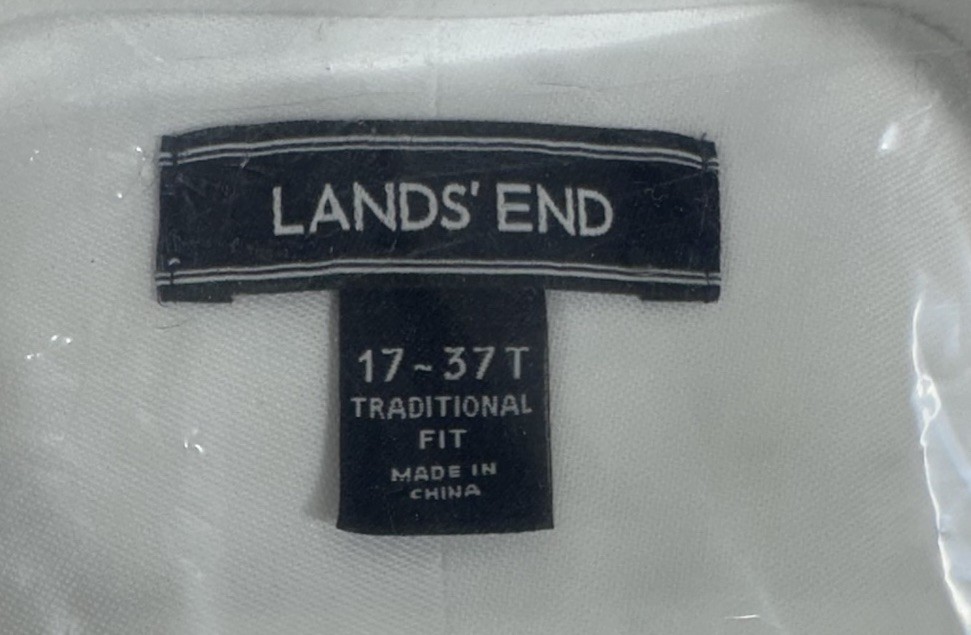 LANDS' END
17~37T
TRADITIONAL
FIT
MADE IN
CHINA